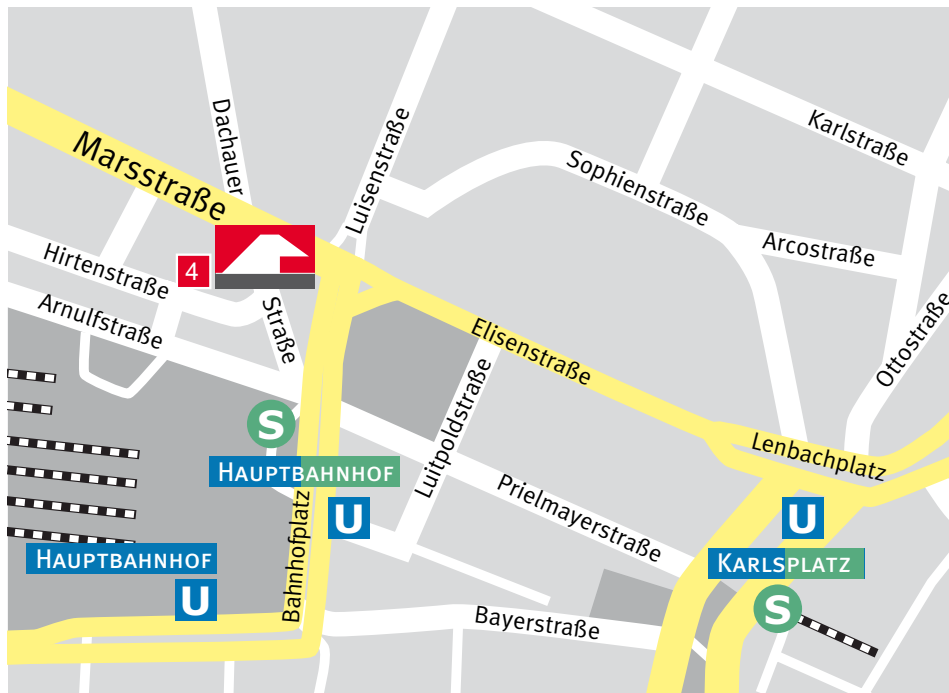 Karlstraße
Dachauer
Straße
Luisenstraße
Marsstraße
Sophienstraße
Arcostraße
Hirtenstraße
4
Arnulfstraße
Elisenstraße
Ottostraße
Luitpoldstraße
S
HAUPTBAHNHOF
U
Lenbachplatz
Prielmayerstraße
U
KARLSPLATZ
S
Bahnhofplatz
HAUPTBAHNHOF
U
Bayerstraße